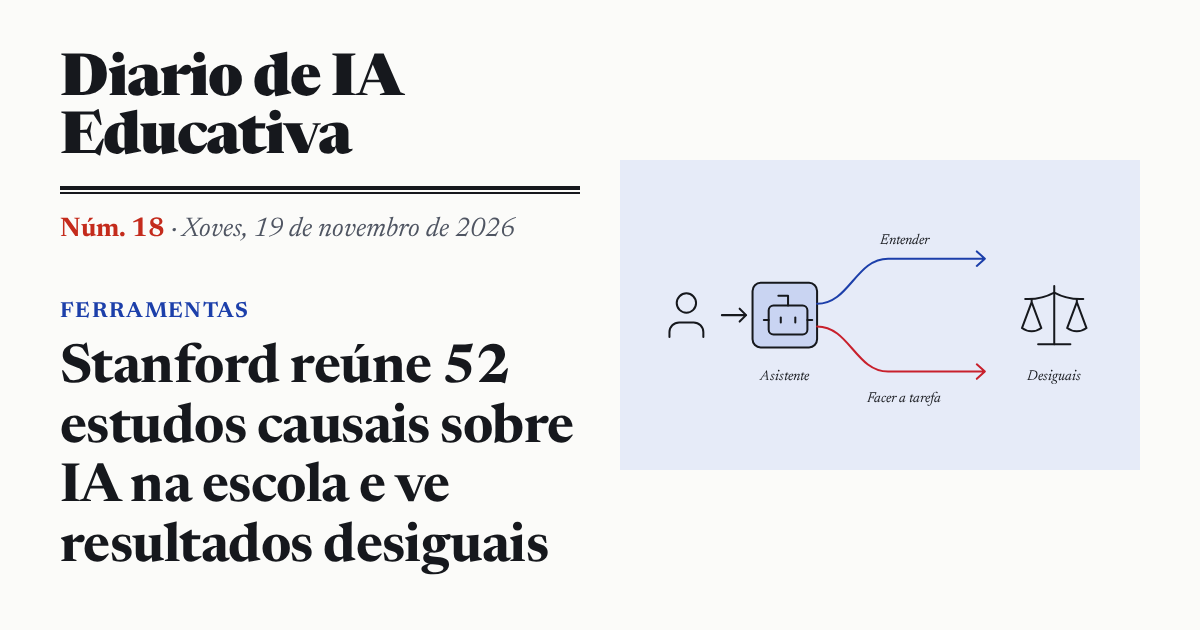 Diario de IA
Educativa
Núm. 18 · Xoves, 19 de novembro de 2026
FERRAMENTAS
Stanford reúne 52
estudos causais sobre
IA na escola e ve
resultados desiguais
Entender
Asistente
Facer a tarefa
Desiguais